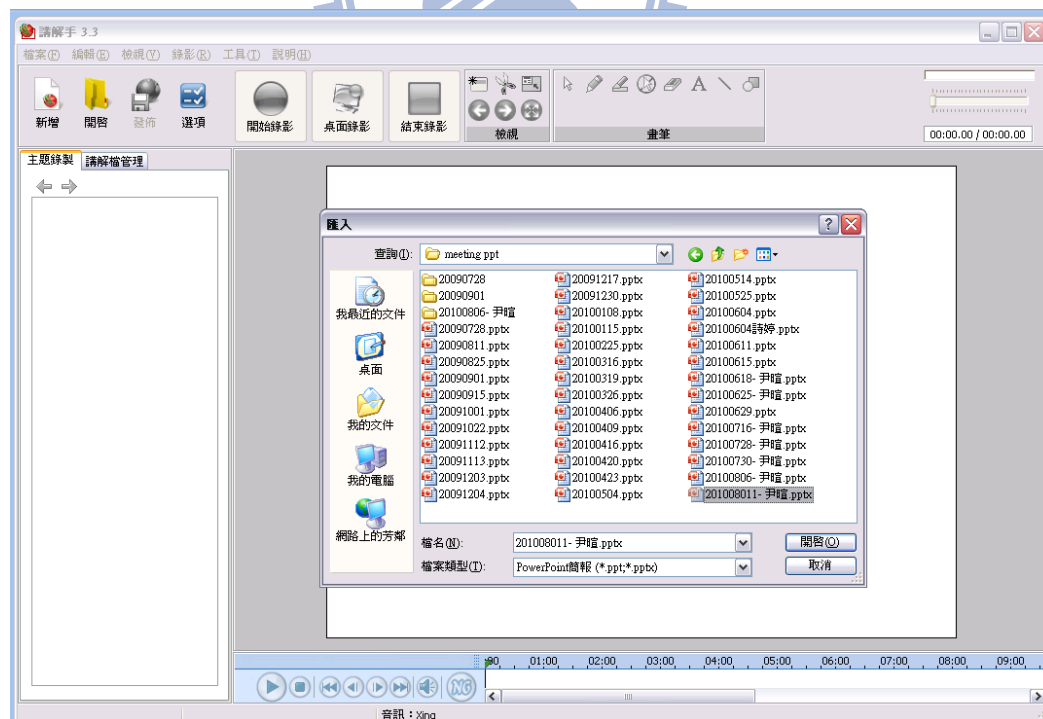 講解手 3.3
檔案(F) 編輯(E) 檢視(V) 錄影(R) 工具(T) 說明(H)
新增 開啓 發佈 選項 開始錄影 桌面錄影 結束錄影 檢視 畫筆 00:00.00 / 00:00.00
主題錄製 講解檔管理
匯入
查詢(I): meeting ppt
我最近的文件
桌面
我的文件
我的電腦
網路上的芳鄰
20090728
20090901
20100806- 尹暄
20090728.pptx
20090811.pptx
20090825.pptx
20090901.pptx
20090915.pptx
20091001.pptx
20091022.pptx
20091112.pptx
20091113.pptx
20091203.pptx
20091204.pptx
20091217.pptx
20091230.pptx
20100108.pptx
20100115.pptx
20100225.pptx
20100316.pptx
20100319.pptx
20100326.pptx
20100406.pptx
20100409.pptx
20100416.pptx
20100420.pptx
20100423.pptx
20100504.pptx
20100514.pptx
20100525.pptx
20100604.pptx
20100604詩婷.pptx
20100611.pptx
20100615.pptx
20100618- 尹暄.pptx
20100625- 尹暄.pptx
20100629.pptx
20100716- 尹暄.pptx
20100728- 尹暄.pptx
20100730- 尹暄.pptx
20100806- 尹暄.pptx
201008011- 尹暄.pptx
檔名(N): 201008011- 尹暄.pptx 開啓(O)
檔案類型(T): PowerPoint簡報 (*.ppt;*.pptx) 取消
00 01:00 02:00 03:00 04:00 05:00 06:00 07:00 08:00 09:00
NG
音訊：Xing